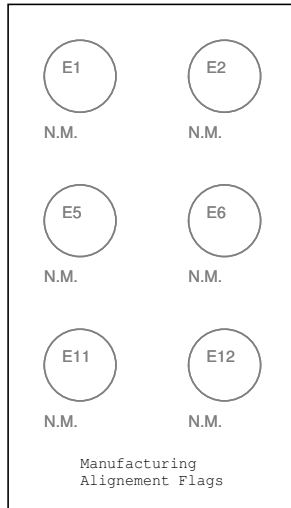 E1 E2
N.M. N.M.
E5 E6
N.M. N.M.
E11 E12
N.M. N.M.
Manufacturing
Alignement Flags